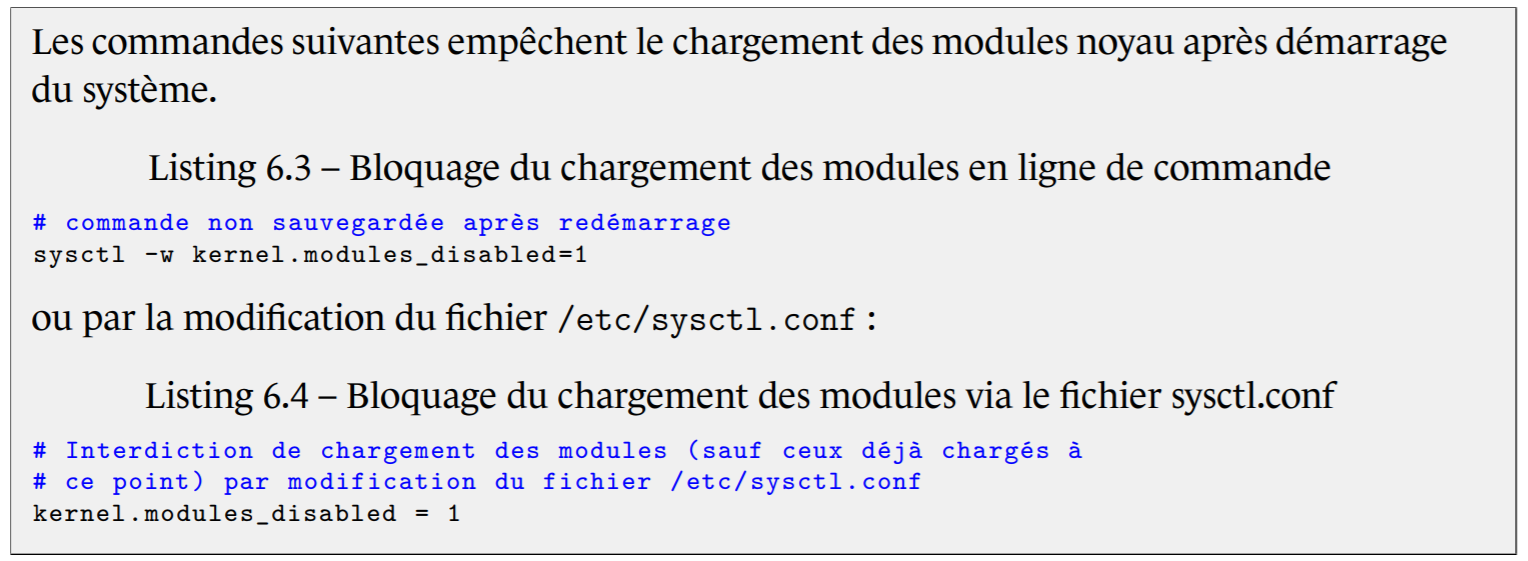 Les commandes suivantes empêchent le chargement des modules noyau après démarrage
du système.
Listing 6.3 – Bloquage du chargement des modules en ligne de commande
# commande non sauvegardée après redémarrage
sysctl -w kernel.modules_disabled=1
ou par la modification du fichier /etc/sysctl.conf :
Listing 6.4 – Bloquage du chargement des modules via le fichier sysctl.conf
# Interdiction de chargement des modules (sauf ceux déjà chargés à
# ce point) par modification du fichier /etc/sysctl.conf
kernel.modules_disabled = 1